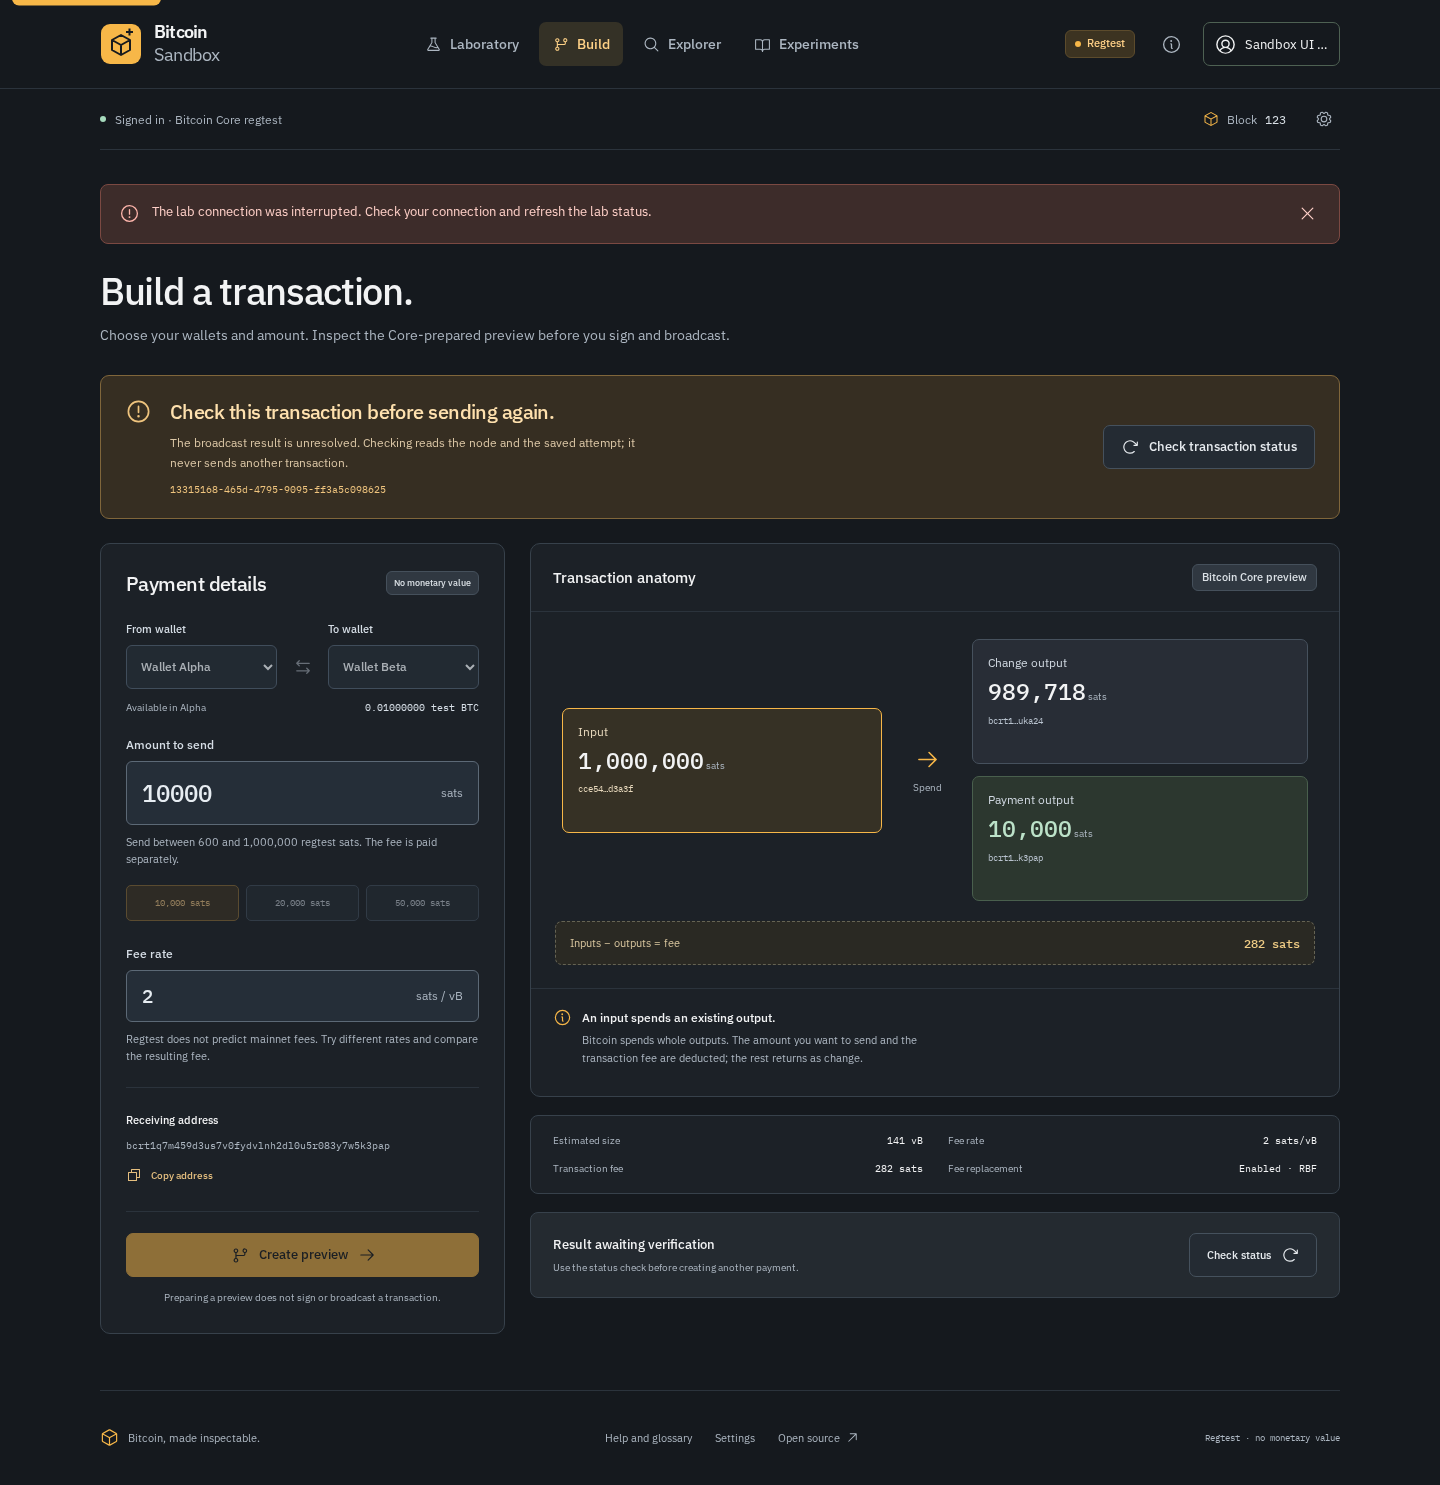 Bitcoin
Sandbox
Laboratory
Build
Explorer
Experiments
Regtest
Sandbox UI ...
Signed in · Bitcoin Core regtest
Block 123
The lab connection was interrupted. Check your connection and refresh the lab status.
Build a transaction.
Choose your wallets and amount. Inspect the Core-prepared preview before you sign and broadcast.
Check this transaction before sending again.
The broadcast result is unresolved. Checking reads the node and the saved attempt; it
never sends another transaction.
13315168-465d-4795-9095-ff3a5c098625
Check transaction status
Payment details
No monetary value
From wallet
To wallet
Wallet Alpha
Wallet Beta
Available in Alpha
0.01000000 test BTC
Amount to send
10000
sats
Send between 600 and 1,000,000 regtest sats. The fee is paid
separately.
10,000 sats
20,000 sats
50,000 sats
Fee rate
2
sats / vB
Regtest does not predict mainnet fees. Try different rates and compare
the resulting fee.
Receiving address
bcrt1q7m459d3us7v0fydvlnh2dl0u5r083y7w5k3pap
Copy address
Create preview
Preparing a preview does not sign or broadcast a transaction.
Transaction anatomy
Bitcoin Core preview
Input
1,000,000 sats
cce54…d3a3f
Spend
Change output
989,718 sats
bcrt1…uka24
Payment output
10,000 sats
bcrt1…k3pap
Inputs − outputs = fee
282 sats
An input spends an existing output.
Bitcoin spends whole outputs. The amount you want to send and the
transaction fee are deducted; the rest returns as change.
Estimated size
141 vB
Fee rate
2 sats/vB
Transaction fee
282 sats
Fee replacement
Enabled · RBF
Result awaiting verification
Use the status check before creating another payment.
Check status
Bitcoin, made inspectable.
Help and glossary
Settings
Open source
Regtest · no monetary value